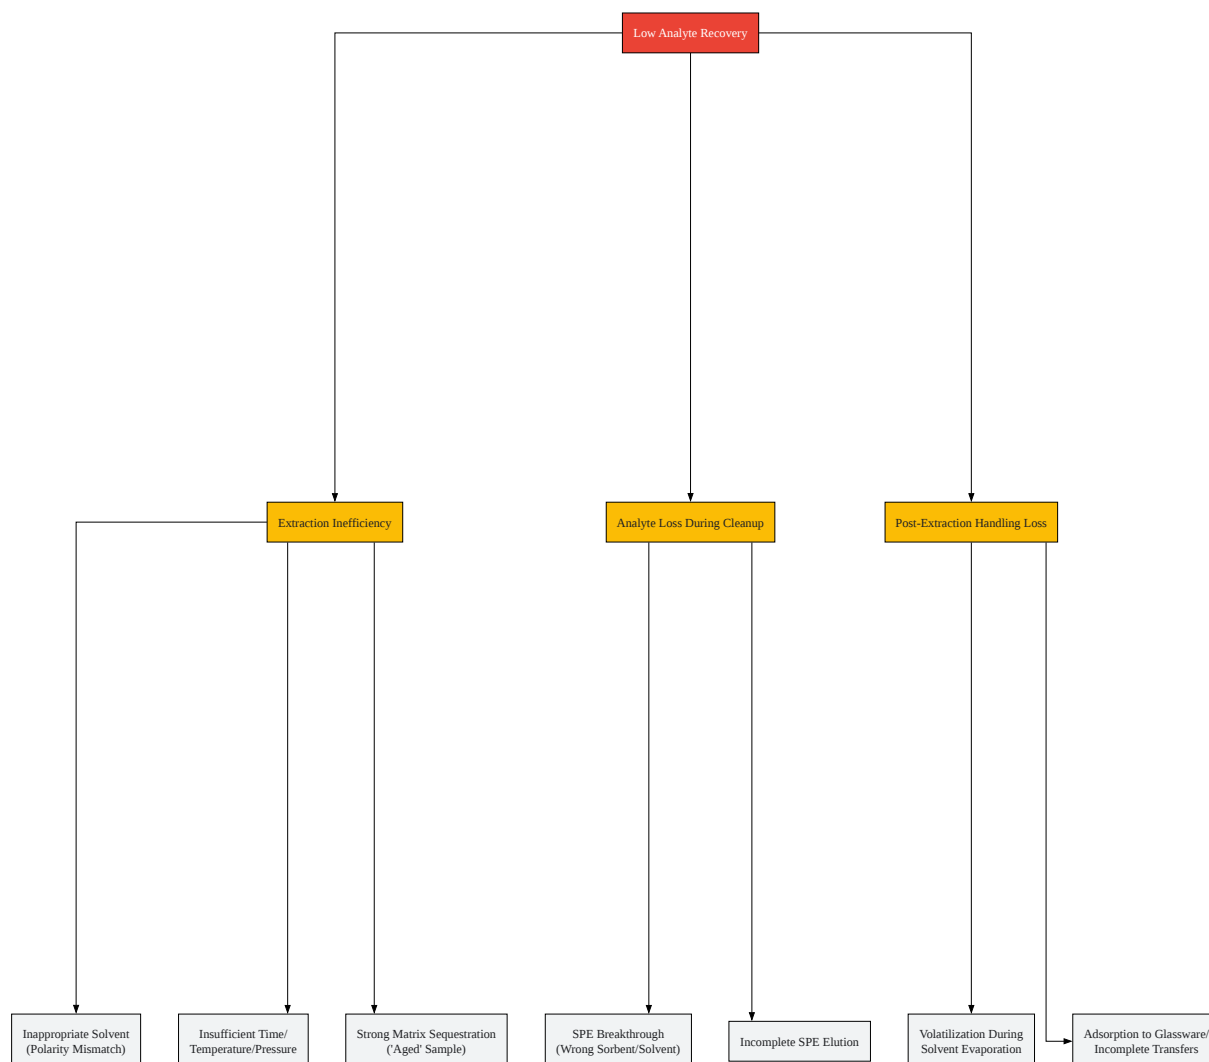 Low Analyte Recovery
Extraction Inefficiency
Analyte Loss During Cleanup
Post-Extraction Handling Loss
Inappropriate Solvent
(Polarity Mismatch)
Insufficient Time/
Temperature/Pressure
Strong Matrix Sequestration
('Aged' Sample)
SPE Breakthrough
(Wrong Sorbent/Solvent)
Incomplete SPE Elution
Volatilization During
Solvent Evaporation
Adsorption to Glassware/
Incomplete Transfers